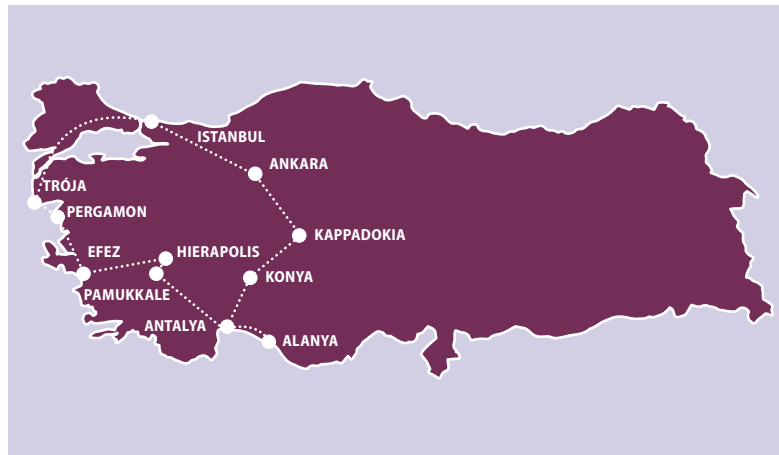 ISTANBUL
ANKARA
TRÓJA
PERGAMON
KAPPADOKIA
EFEZ
HIERAPOLIS
KONYA
PAMUKKALE
ANTALYA
ALANYA